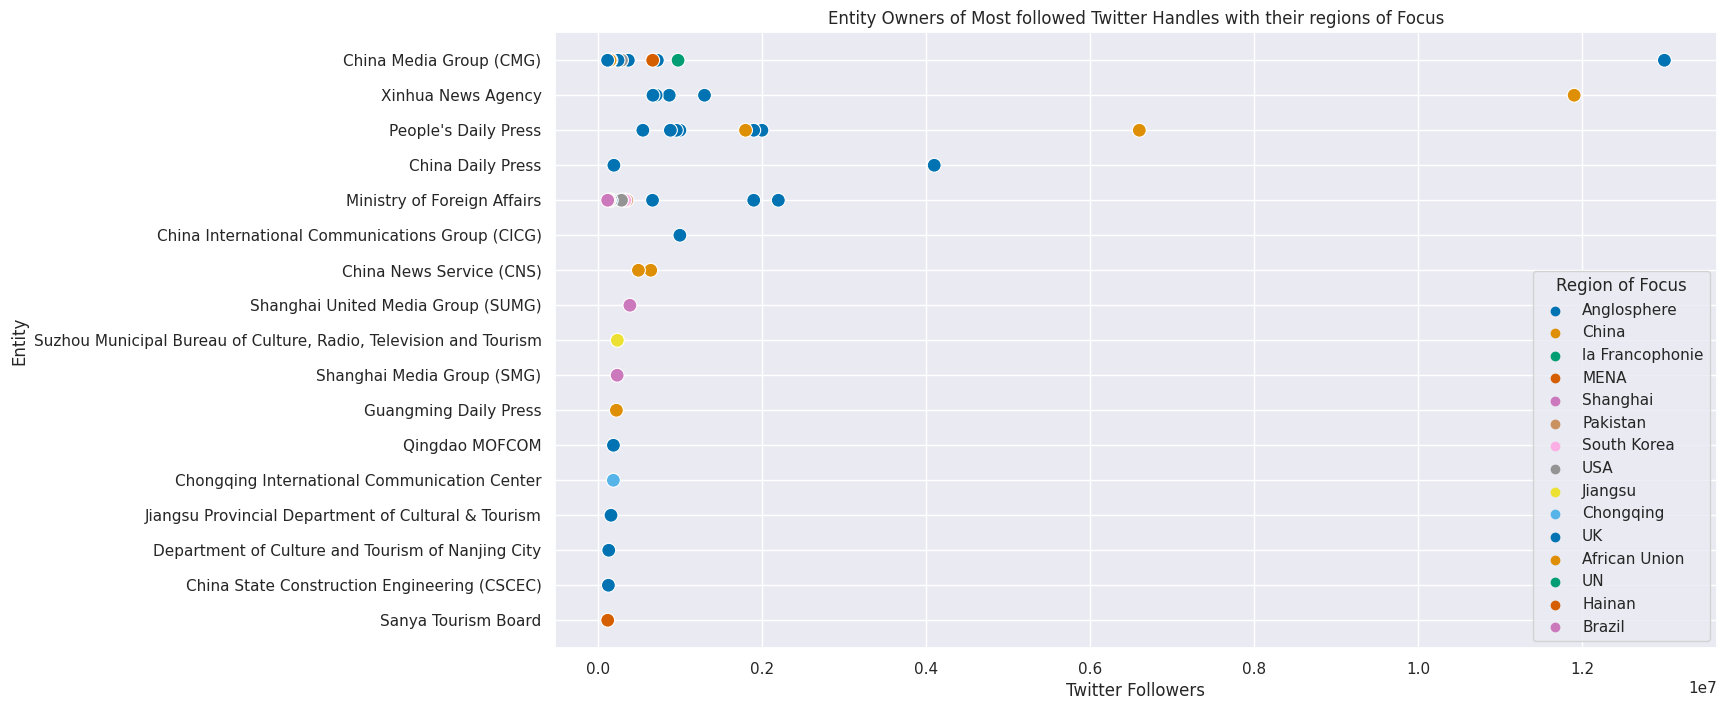 Entity Owners of Most followed Twitter Handles with their regions of Focus
Entity
China Media Group (CMG)
Xinhua News Agency
People's Daily Press
China Daily Press
Ministry of Foreign Affairs
China International Communications Group (CICG)
China News Service (CNS)
Shanghai United Media Group (SUMG)
Suzhou Municipal Bureau of Culture, Radio, Television and Tourism
Shanghai Media Group (SMG)
Guangming Daily Press
Qingdao MOFCOM
Chongqing International Communication Center
Jiangsu Provincial Department of Cultural & Tourism
Department of Culture and Tourism of Nanjing City
China State Construction Engineering (CSCEC)
Sanya Tourism Board
Region of Focus
Anglosphere
China
la Francophonie
MENA
Shanghai
Pakistan
South Korea
USA
Jiangsu
Chongqing
UK
African Union
UN
Hainan
Brazil
0.0 0.2 0.4 0.6 0.8 1.0 1.2
1e7
Twitter Followers